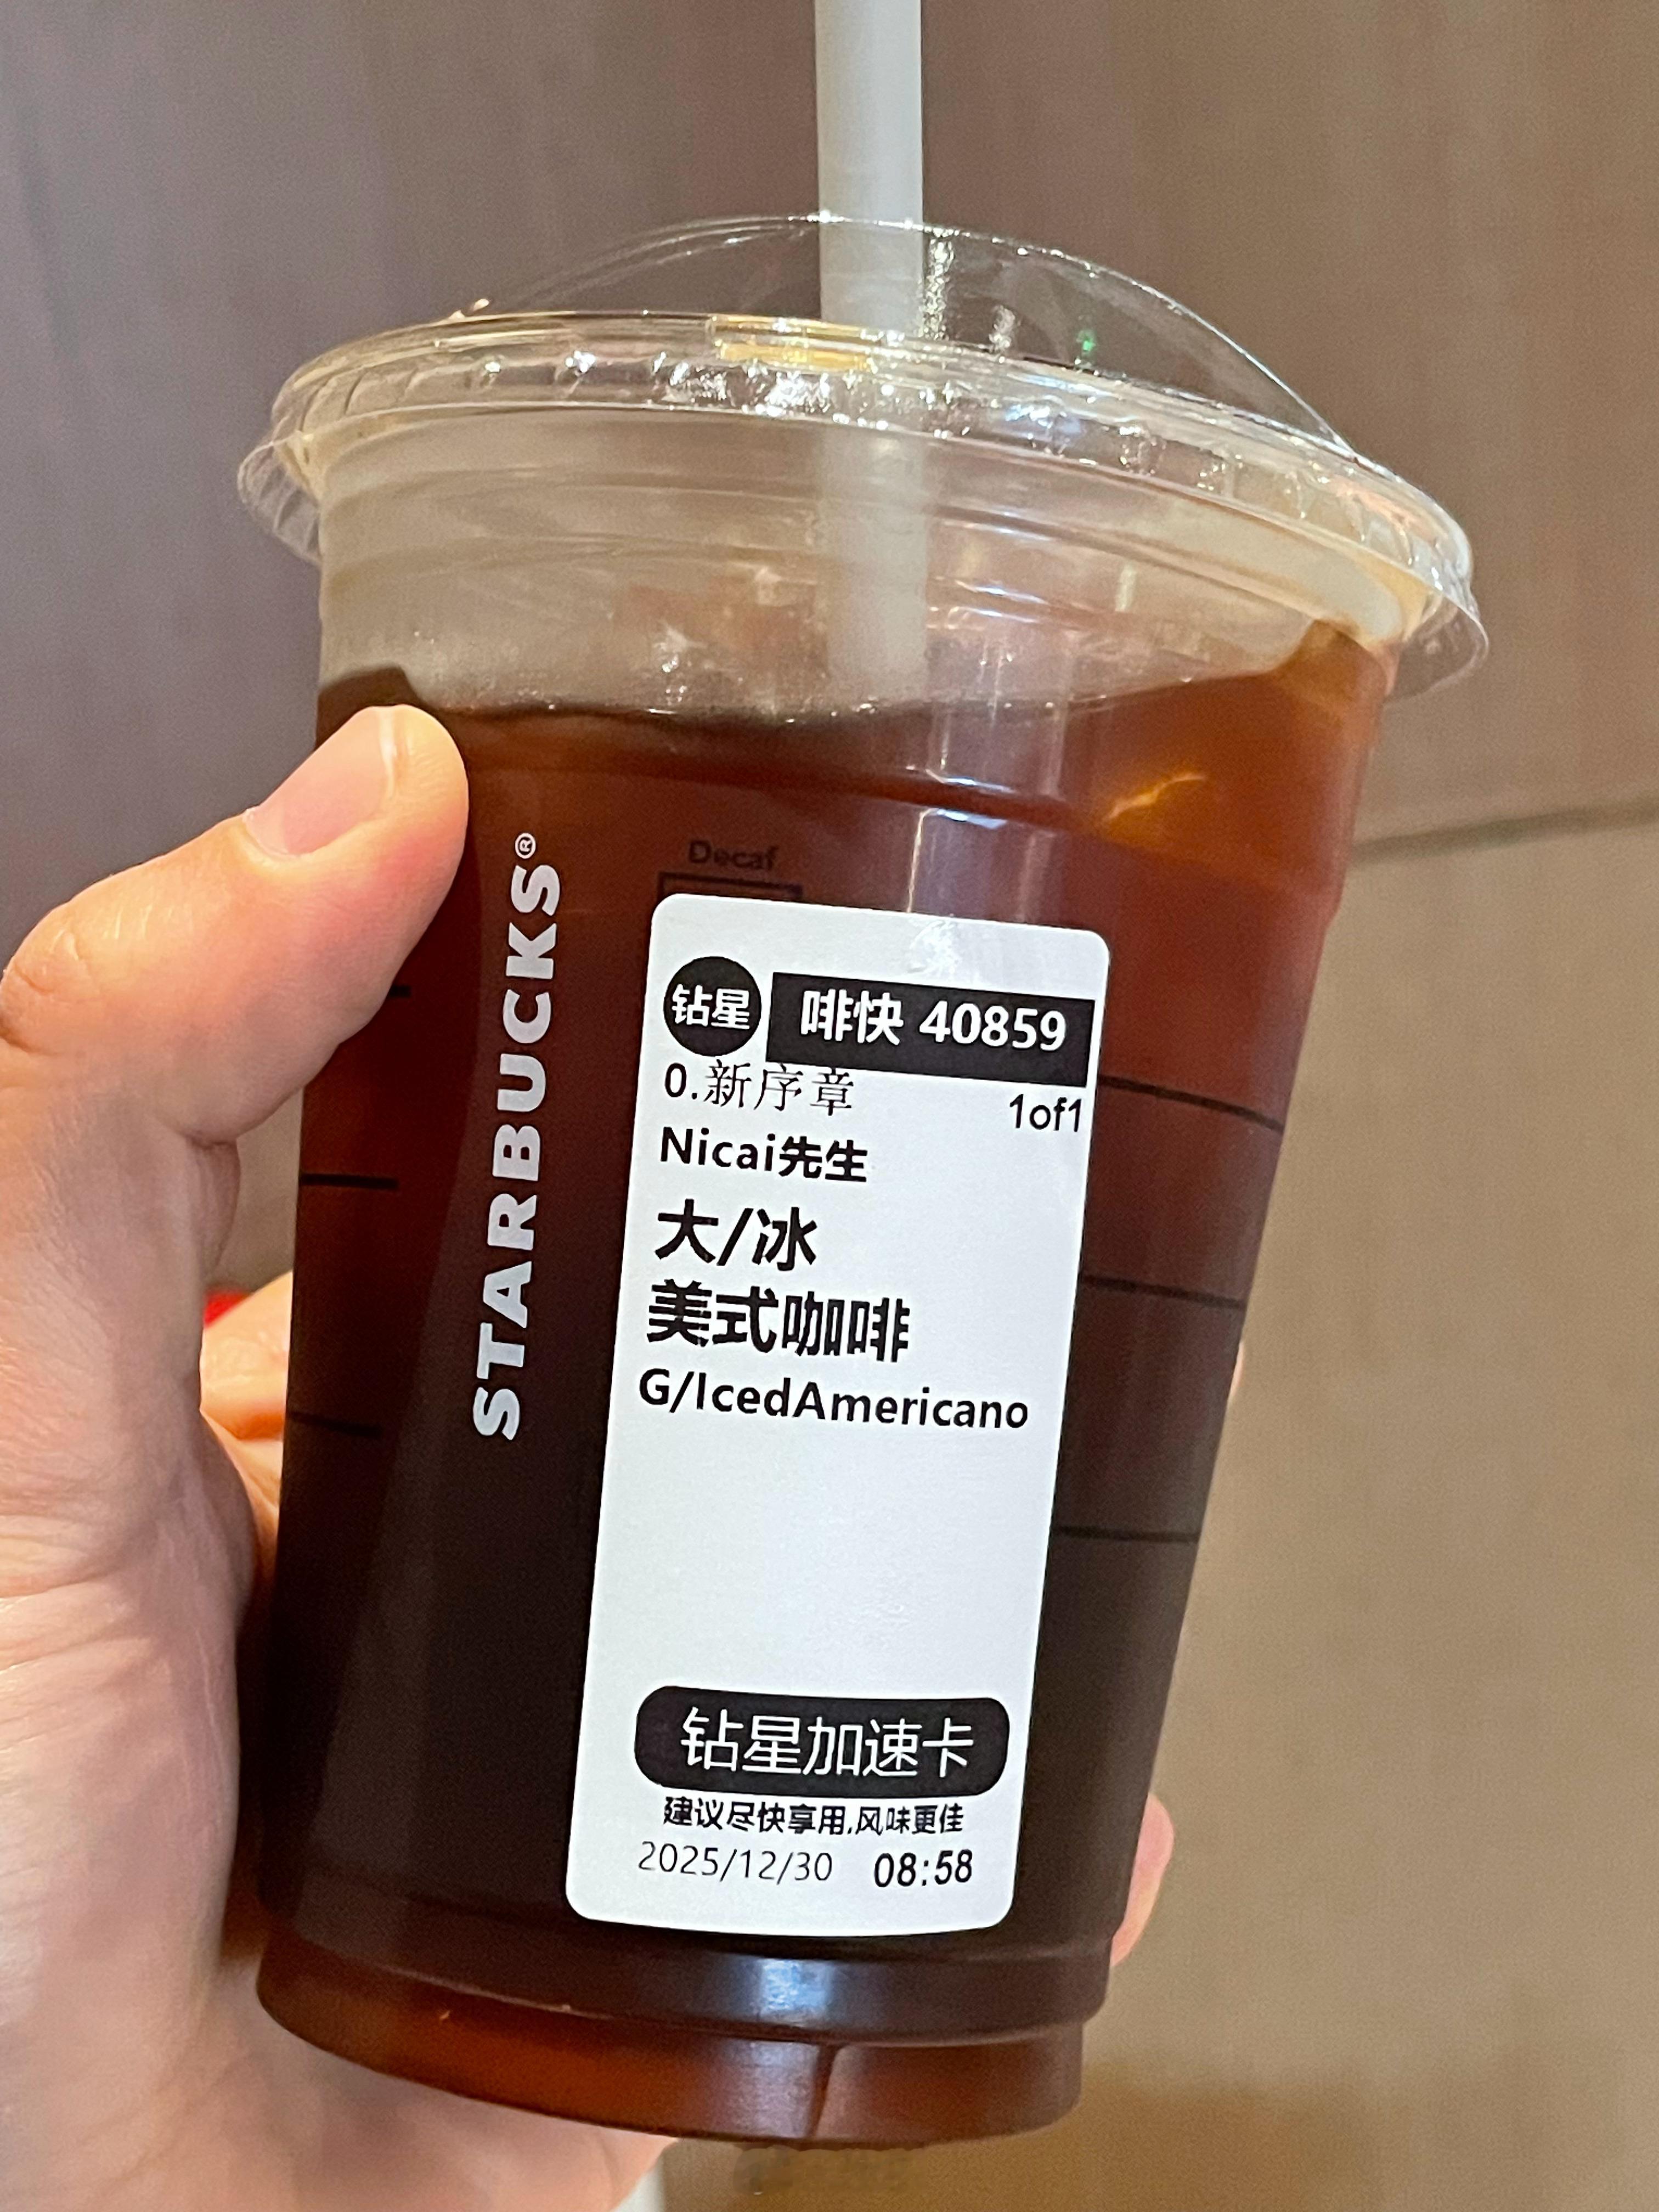 STARBUCKS®
Decaf
钻星 啡快 40859
0.新序章
1of1
Nicai先生
大/冰
美式咖啡
G/IcedAmericano
钻星加速卡
建议尽快享用,风味更佳
2025/12/30 08:58